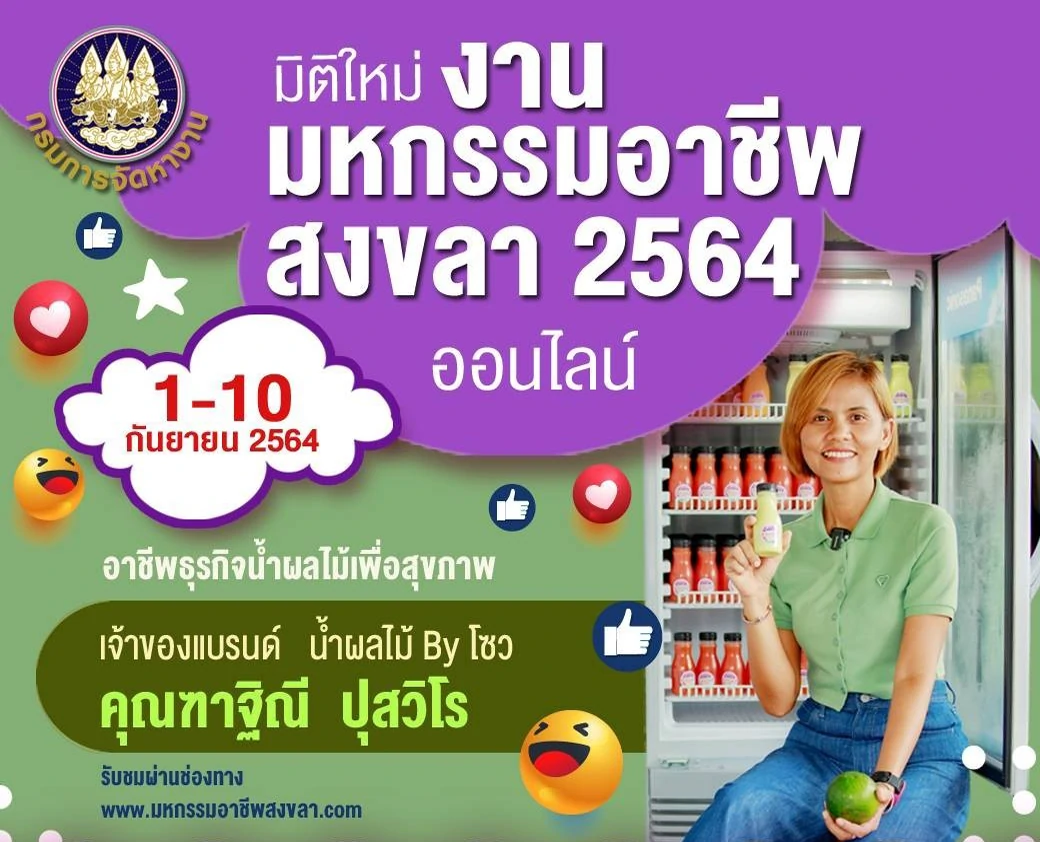 กรมการจัดหางาน
มิติใหม่ งาน
มหกรรมอาชีพ
สงขลา 2564
ออนไลน์
1-10
กันยายน 2564
อาชีพธุรกิจน้ำผลไม้เพื่อสุขภาพ
เจ้าของแบรนด์ น้ำผลไม้ By โซว
คุณฑาฐิณี ปุสวิโร
รับชมผ่านช่องทาง
www.มหกรรมอาชีพสงขลา.com